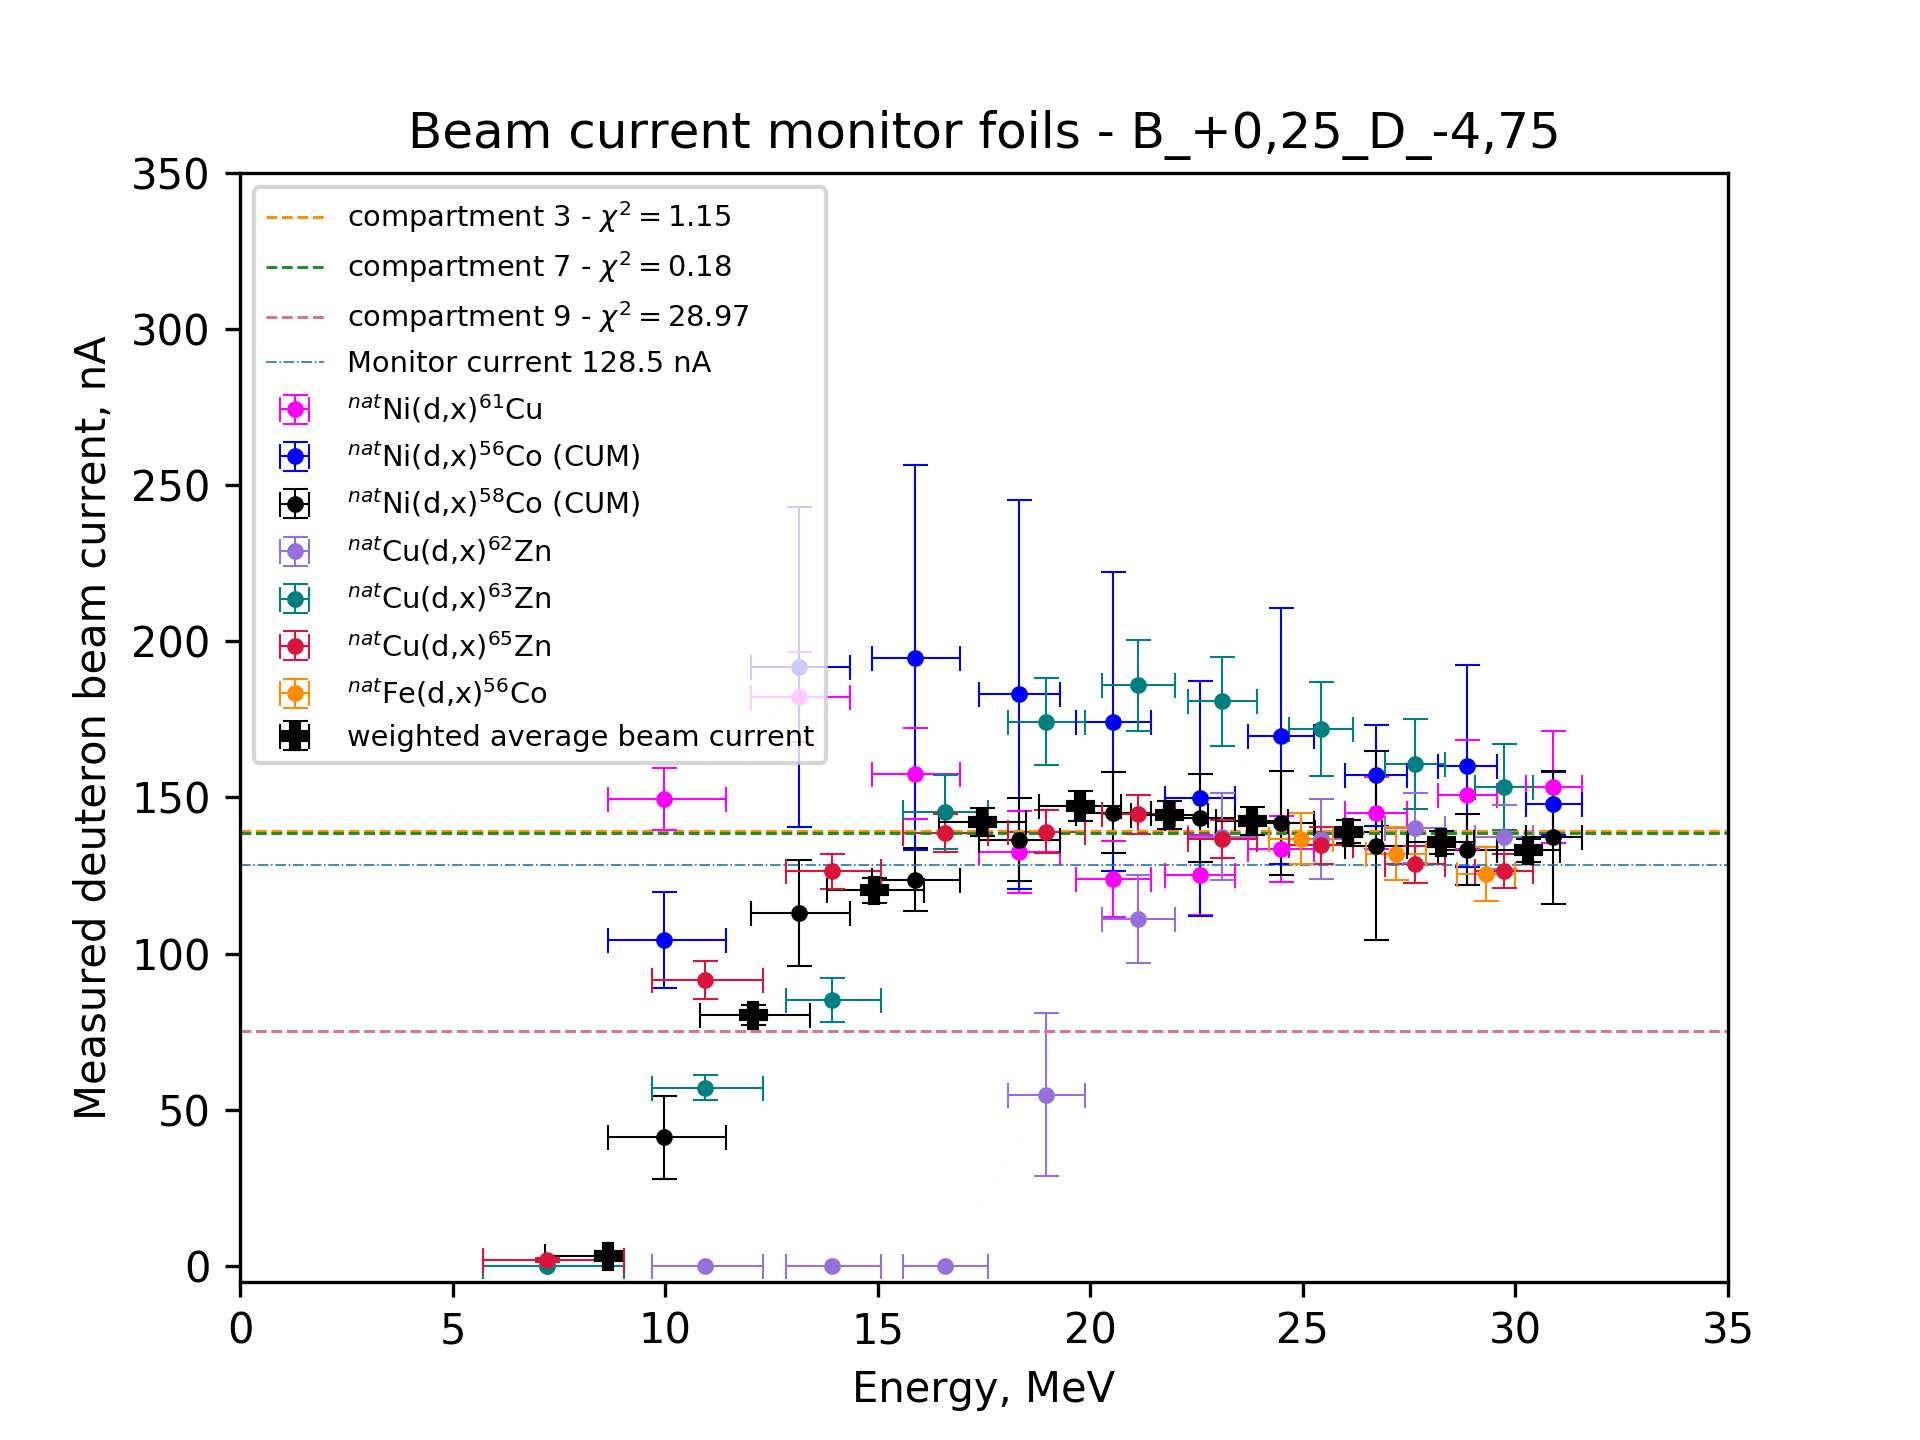 Beam current monitor foils - B_+0,25_D_-4,75
350
300
250
200
150
100
50
0
Measured deuteron beam current, nA
compartment 3 - χ² = 1.15
compartment 7 - χ² = 0.18
compartment 9 - χ² = 28.97
Monitor current 128.5 nA
ⁿᵃᵗNi(d,x)⁶¹Cu
ⁿᵃᵗNi(d,x)⁵⁶Co (CUM)
ⁿᵃᵗNi(d,x)⁵⁸Co (CUM)
ⁿᵃᵗCu(d,x)⁶²Zn
ⁿᵃᵗCu(d,x)⁶³Zn
ⁿᵃᵗCu(d,x)⁶⁵Zn
ⁿᵃᵗFe(d,x)⁵⁶Co
weighted average beam current
0 5 10 15 20 25 30 35
Energy, MeV